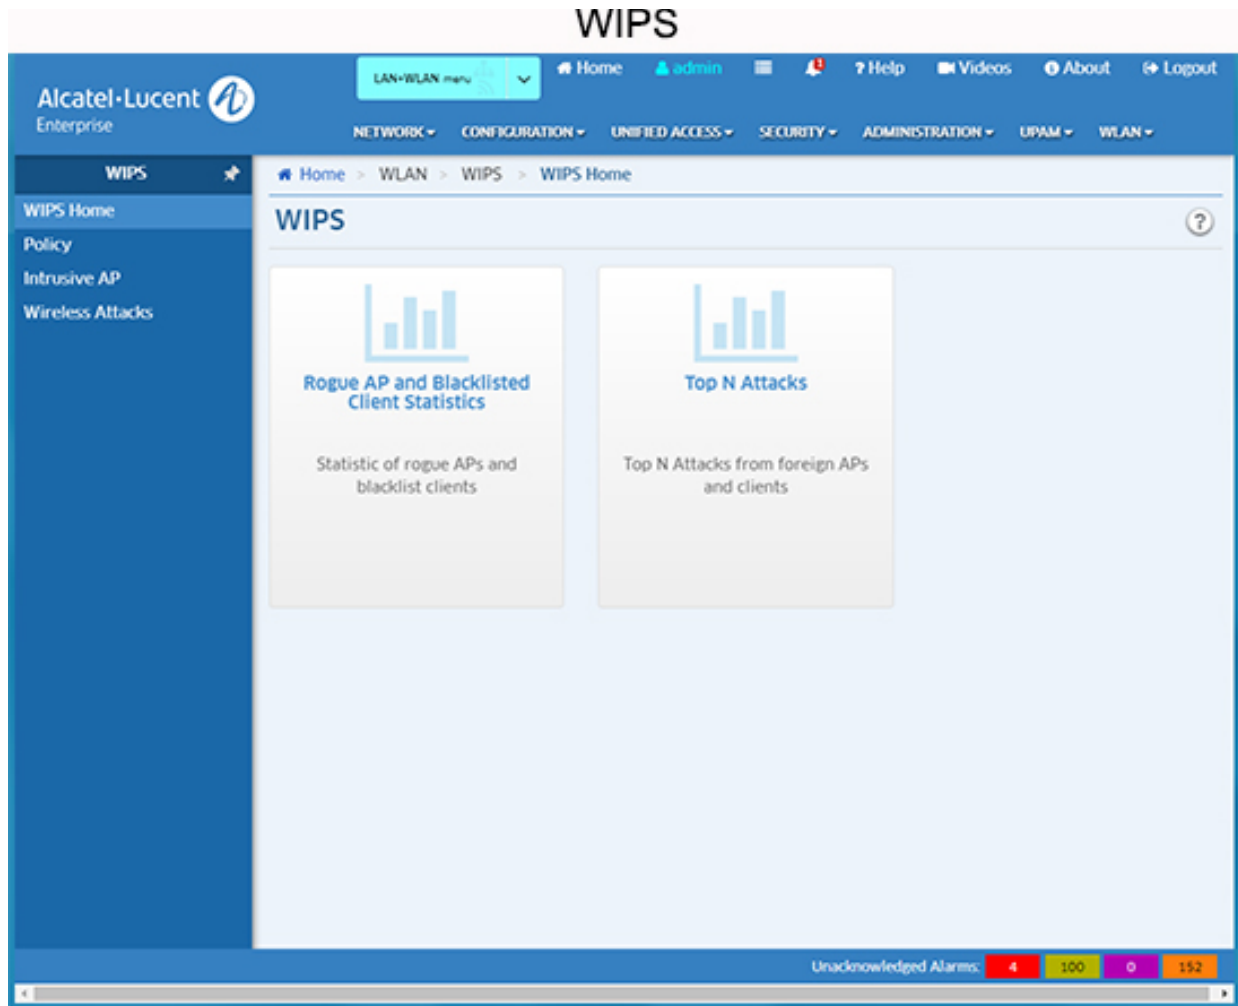 WIPS
LAN+WLAN menu
Home
admin
? Help
Videos
About
Logout
Alcatel·Lucent
Enterprise
NETWORK
CONFIGURATION
UNIFIED ACCESS
SECURITY
ADMINISTRATION
UPAM
WLAN
WIPS
Home > WLAN > WIPS > WIPS Home
WIPS Home
Policy
Intrusive AP
Wireless Attacks
WIPS
?
Rogue AP and Blacklisted
Client Statistics
Statistic of rogue APs and
blacklist clients
Top N Attacks
Top N Attacks from foreign APs
and clients
Unacknowledged Alarms: 4 100 0 152